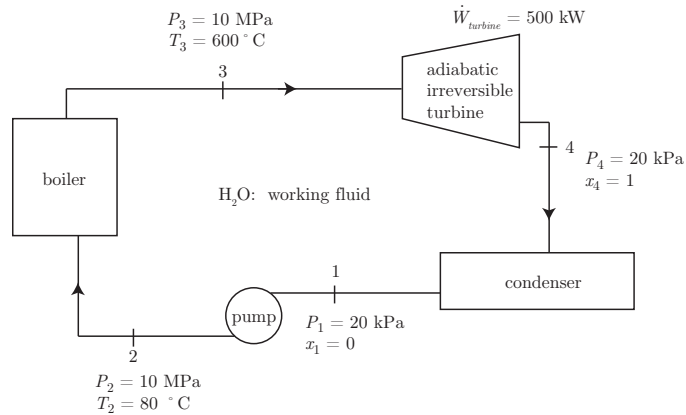 P₃ = 10 MPa
T₃ = 600 °C
Ẇ_turbine = 500 kW
3
adiabatic
irreversible
turbine
4
P₄ = 20 kPa
x₄ = 1
boiler
H₂O: working fluid
1
condenser
pump
P₁ = 20 kPa
x₁ = 0
2
P₂ = 10 MPa
T₂ = 80 °C